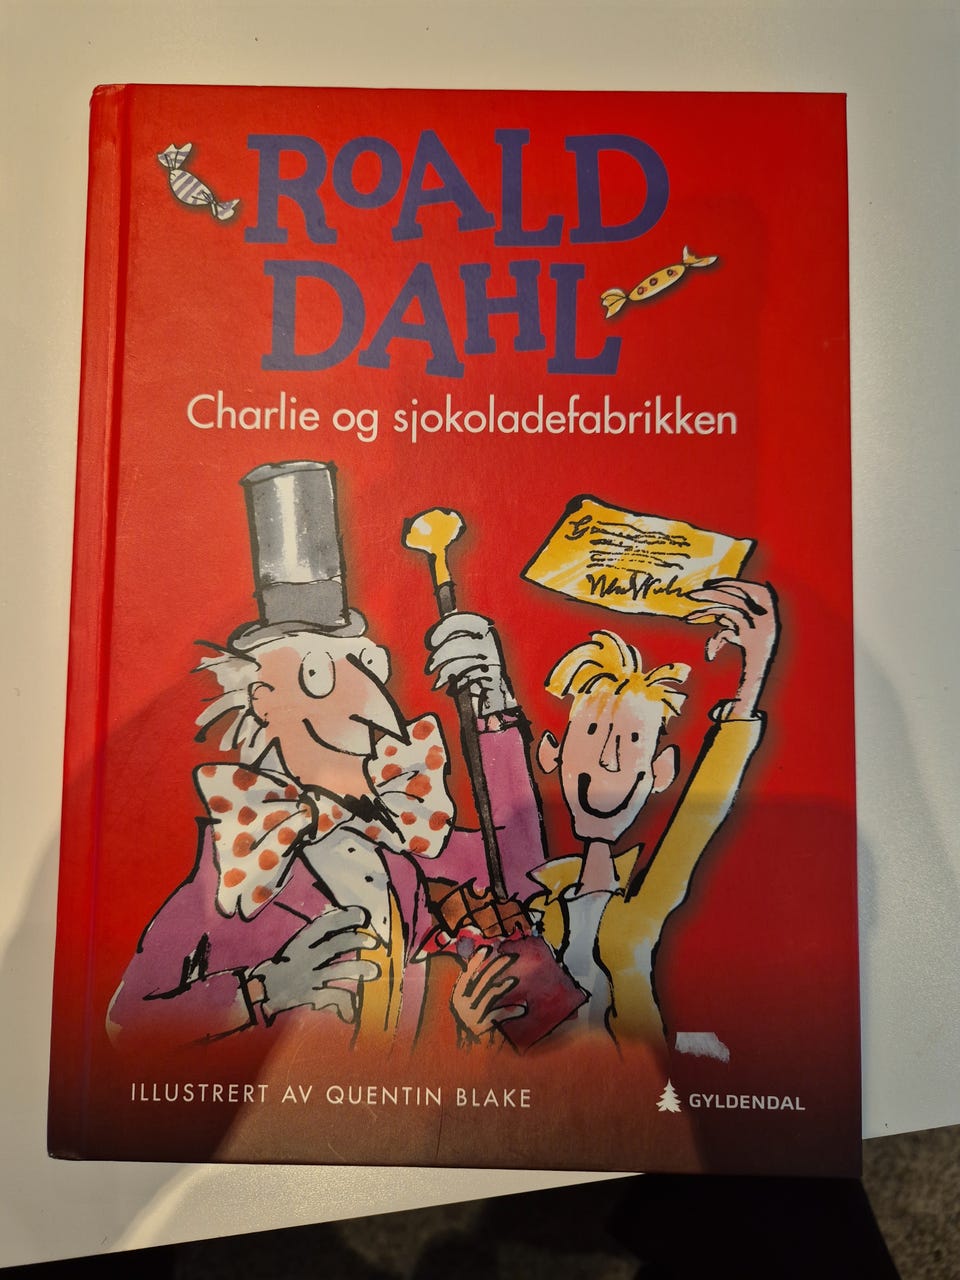 ROALD
DAHL
Charlie og sjokoladefabrikken
ILLUSTRERT AV QUENTIN BLAKE
GYLDENDAL